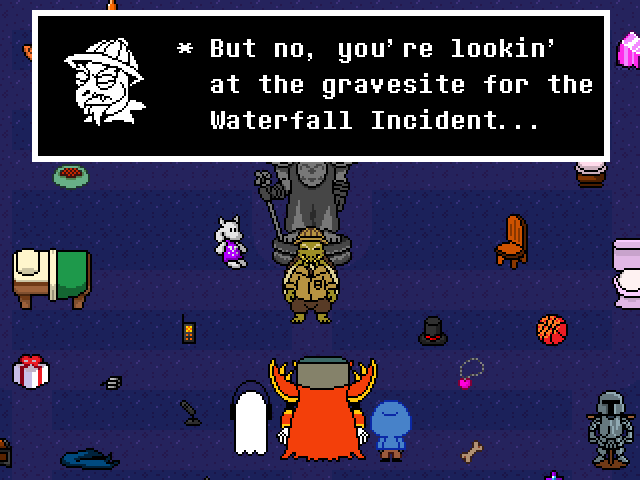 * But no, you're lookin'
at the gravesite for the
Waterfall Incident...